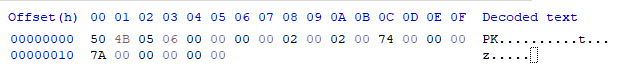 Offset(h) 00 01 02 03 04 05 06 07 08 09 0A 0B 0C 0D 0E 0F Decoded text
00000000 50 4B 05 06 00 00 00 00 02 00 02 00 74 00 00 00 PK..........t...
00000010 7A 00 00 00 00 00 z.....